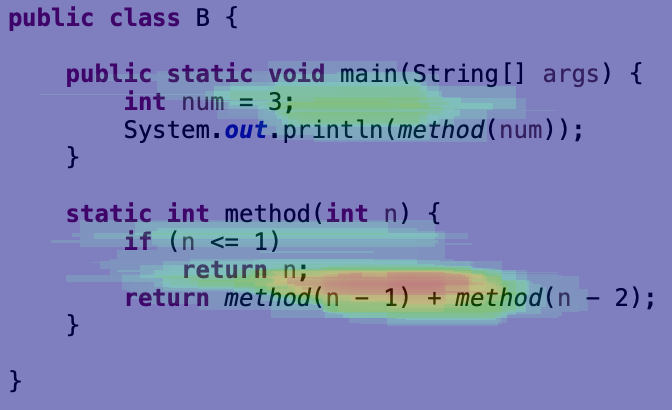 public class B {
    public static void main(String[] args) {
        int num = 3;
        System.out.println(method(num));
    }
    static int method(int n) {
        if (n <= 1)
            return n;
        return method(n - 1) + method(n - 2);
    }
}